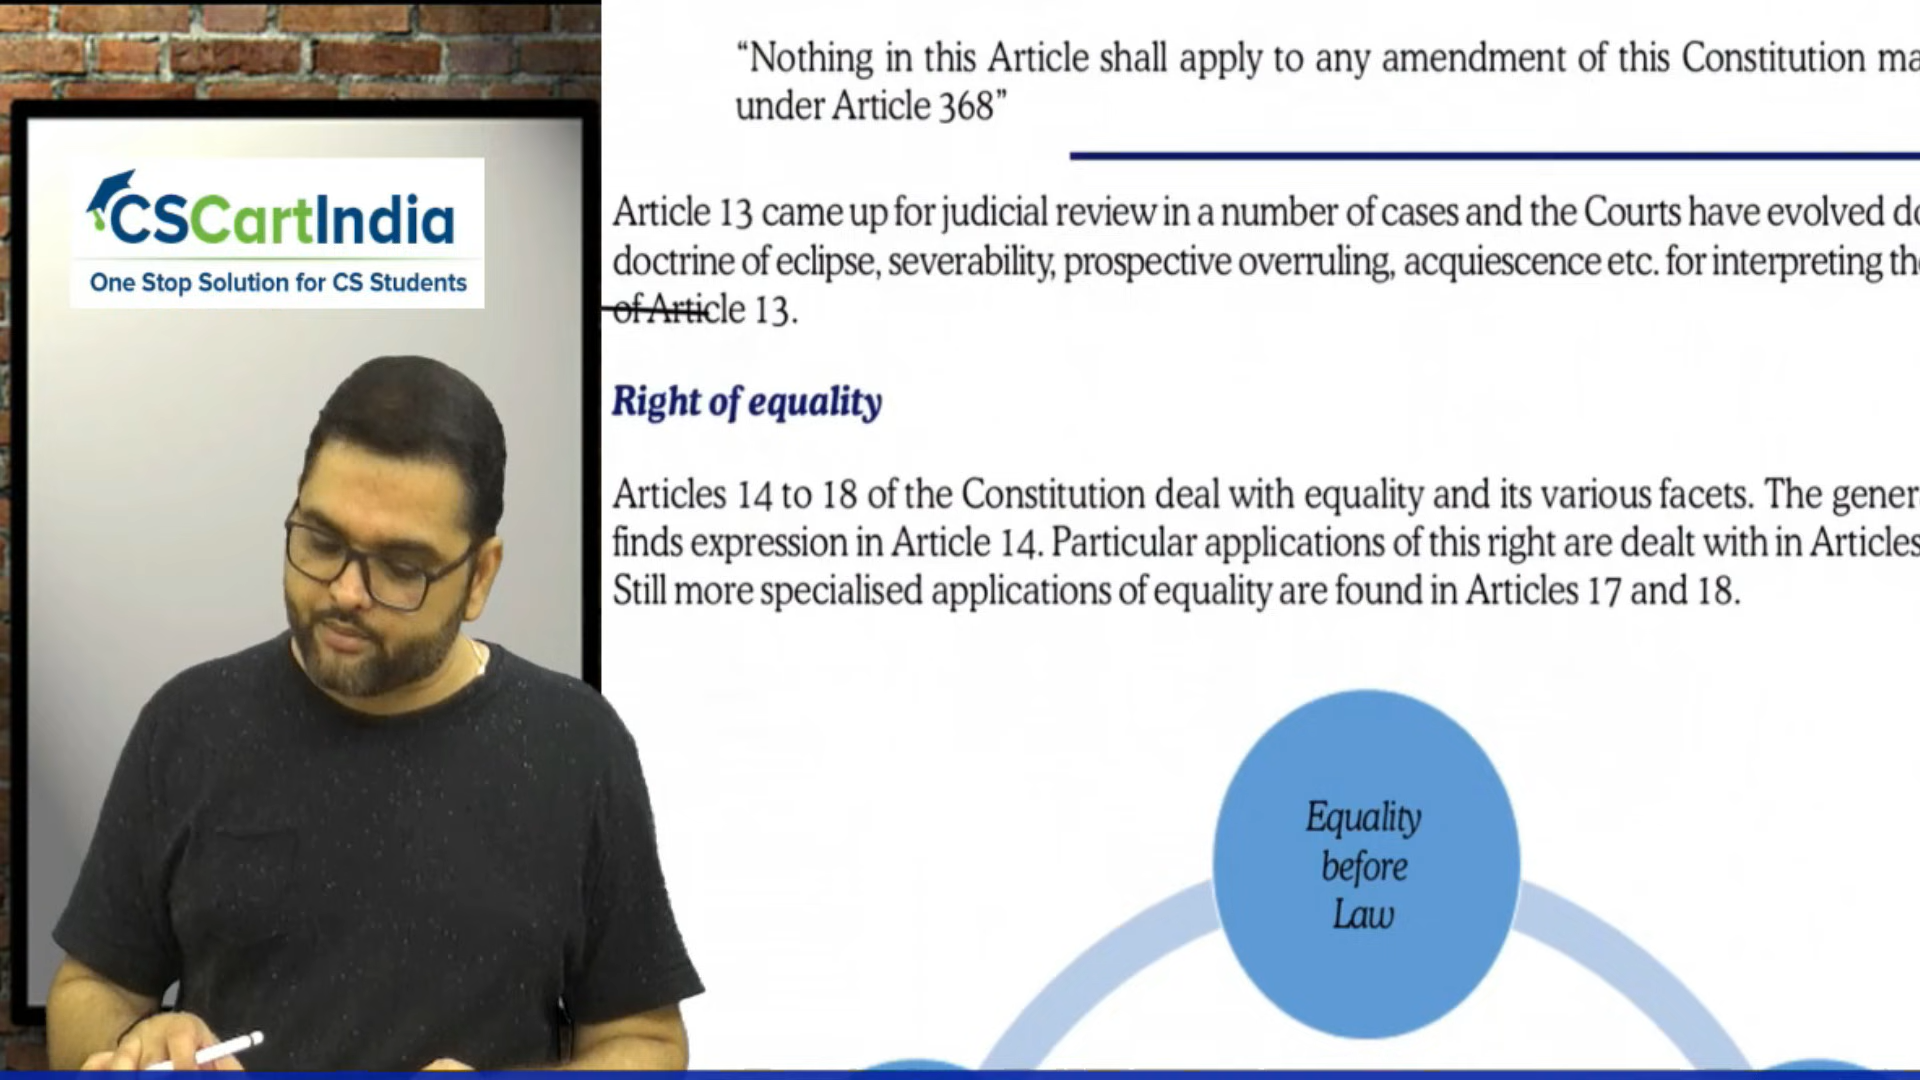 “Nothing in this Article shall apply to any amendment of this Constitution
under Article 368”
CSCartIndia
One Stop Solution for CS Students
Article 13 came up for judicial review in a number of cases and the Courts have evolved
doctrine of eclipse, severability, prospective overruling, acquiescence etc. for interpreting
of Article 13.
Right of equality
Articles 14 to 18 of the Constitution deal with equality and its various facets. The
finds expression in Article 14. Particular applications of this right are dealt with in Articles
Still more specialised applications of equality are found in Articles 17 and 18.
Equality
before
Law